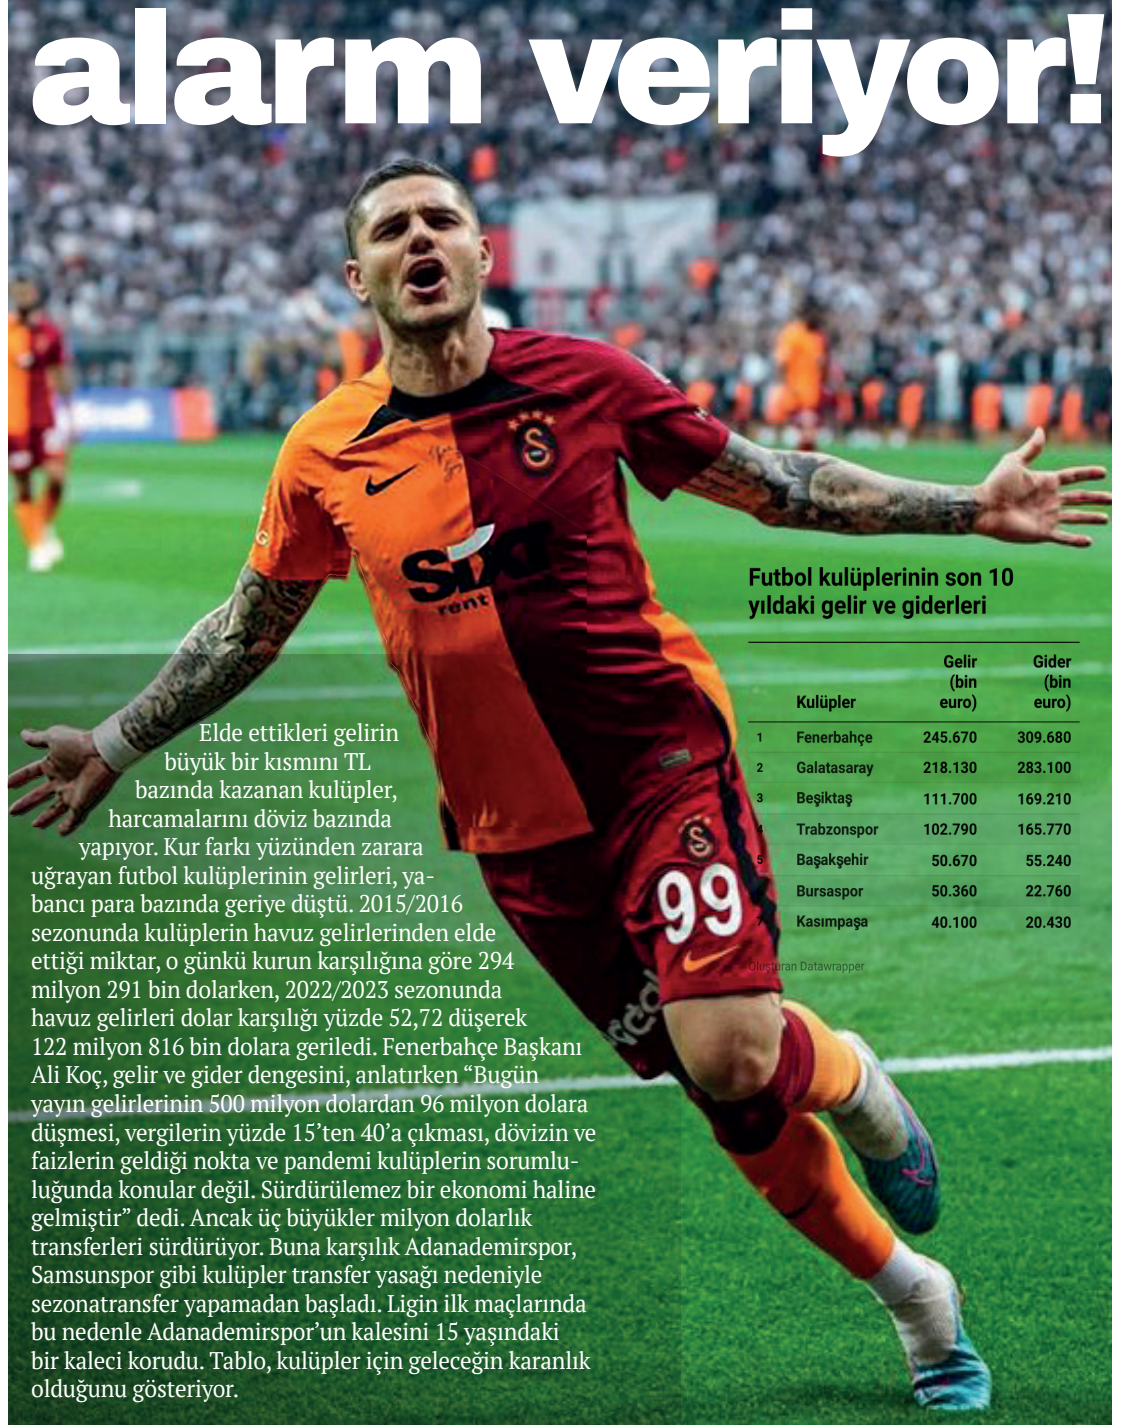 alarm veriyor!
SIXT
rent
G
Futbol kulüplerinin son 10
yıldaki gelir ve giderleri
Kulüpler Gelir (bin euro) Gider (bin euro)
1 Fenerbahçe 245.670 309.680
2 Galatasaray 218.130 283.100
3 Beşiktaş 111.700 169.210
4 Trabzonspor 102.790 165.770
5 Başakşehir 50.670 55.240
Bursaspor 50.360 22.760
7 Kasımpaşa 40.100 20.430
Oluşturan Datawrapper
99
Elde ettikleri gelirin
büyük bir kısmını TL
bazında kazanan kulüpler,
harcamalarını döviz bazında
yapıyor. Kur farkı yüzünden zarara
uğrayan futbol kulüplerinin gelirleri, ya-
bancı para bazında geriye düştü. 2015/2016
sezonunda kulüplerin havuz gelirlerinden elde
ettiği miktar, o günkü kurun karşılığına göre 294
milyon 291 bin dolarken, 2022/2023 sezonunda
havuz gelirleri dolar karşılığı yüzde 52,72 düşerek
122 milyon 816 bin dolara geriledi. Fenerbahçe Başkanı
Ali Koç, gelir ve gider dengesini, anlatırken “Bugün
yayın gelirlerinin 500 milyon dolardan 96 milyon dolara
düşmesi, vergilerin yüzde 15’ten 40’a çıkması, dövizin ve
faizlerin geldiği nokta ve pandemi kulüplerin sorumlu-
luğunda konular değil. Sürdürülemez bir ekonomi haline
gelmiştir” dedi. Ancak üç büyükler milyon dolarlık
transferleri sürdürüyor. Buna karşılık Adanademirspor,
Samsunspor gibi kulüpler transfer yasağı nedeniyle
sezonatransfer yapamadan başladı. Ligin ilk maçlarında
bu nedenle Adanademirspor’un kalesini 15 yaşındaki
bir kaleci korudu. Tablo, kulüpler için geleceğin karanlık
olduğunu gösteriyor.